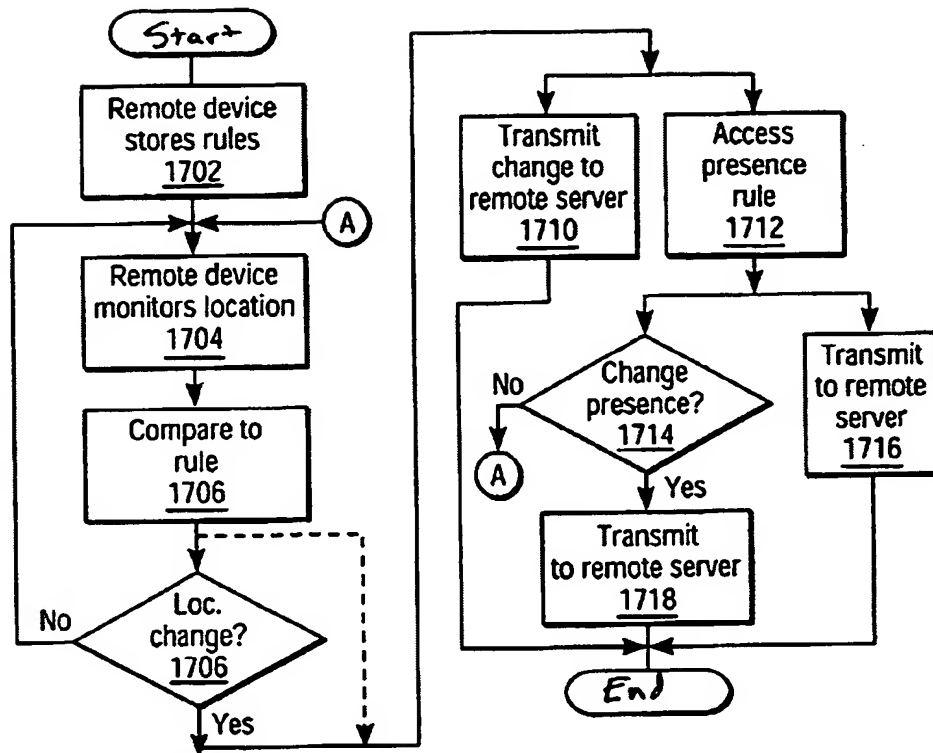 Start
Remote device
stores rules
1702
A
Remote device
monitors location
1704
Compare to
rule
1706
Loc.
change?
1706
No
Yes
Transmit
change to
remote server
1710
Access
presence
rule
1712
Change
presence?
1714
No
A
Yes
Transmit
to remote
server
1716
Transmit
to remote server
1718
End